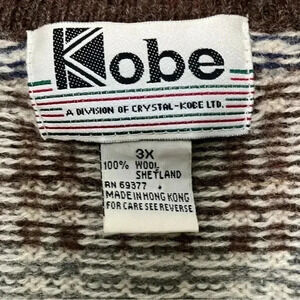 Kobe
A DIVISION OF CRYSTAL-KOBE LTD.
3X
100% WOOL
SHETLAND
RN 69377
MADE IN HONG KONG
FOR CARE SEE REVERSE